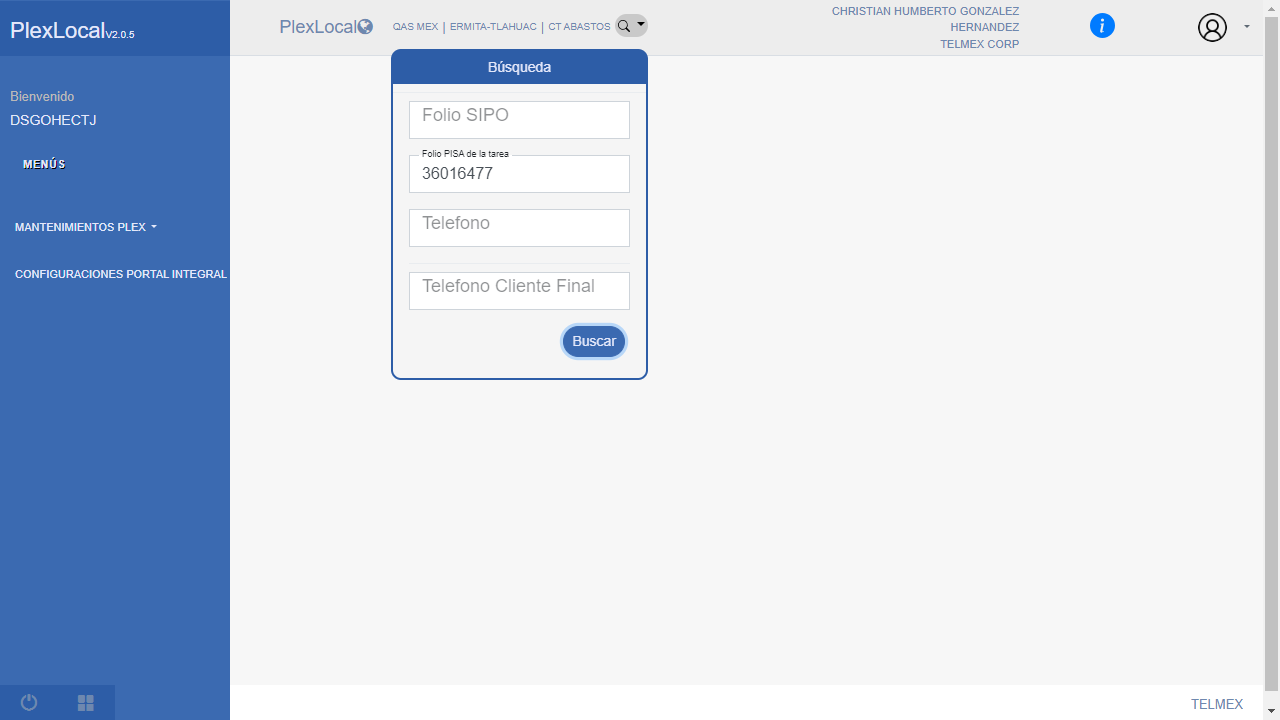 PlexLocalV2.0.5
Bienvenido
DSGOHECTJ
MENÚS
MANTENIMIENTOS PLEX
CONFIGURACIONES PORTAL INTEGRAL
PlexLocal QAS MEX | ERMITA-TLAHUAC | CT ABASTOS
CHRISTIAN HUMBERTO GONZALEZ
HERNANDEZ
TELMEX CORP
i
Búsqueda
Folio SIPO
Folio PISA de la tarea
36016477
Telefono
Telefono Cliente Final
Buscar
TELMEX